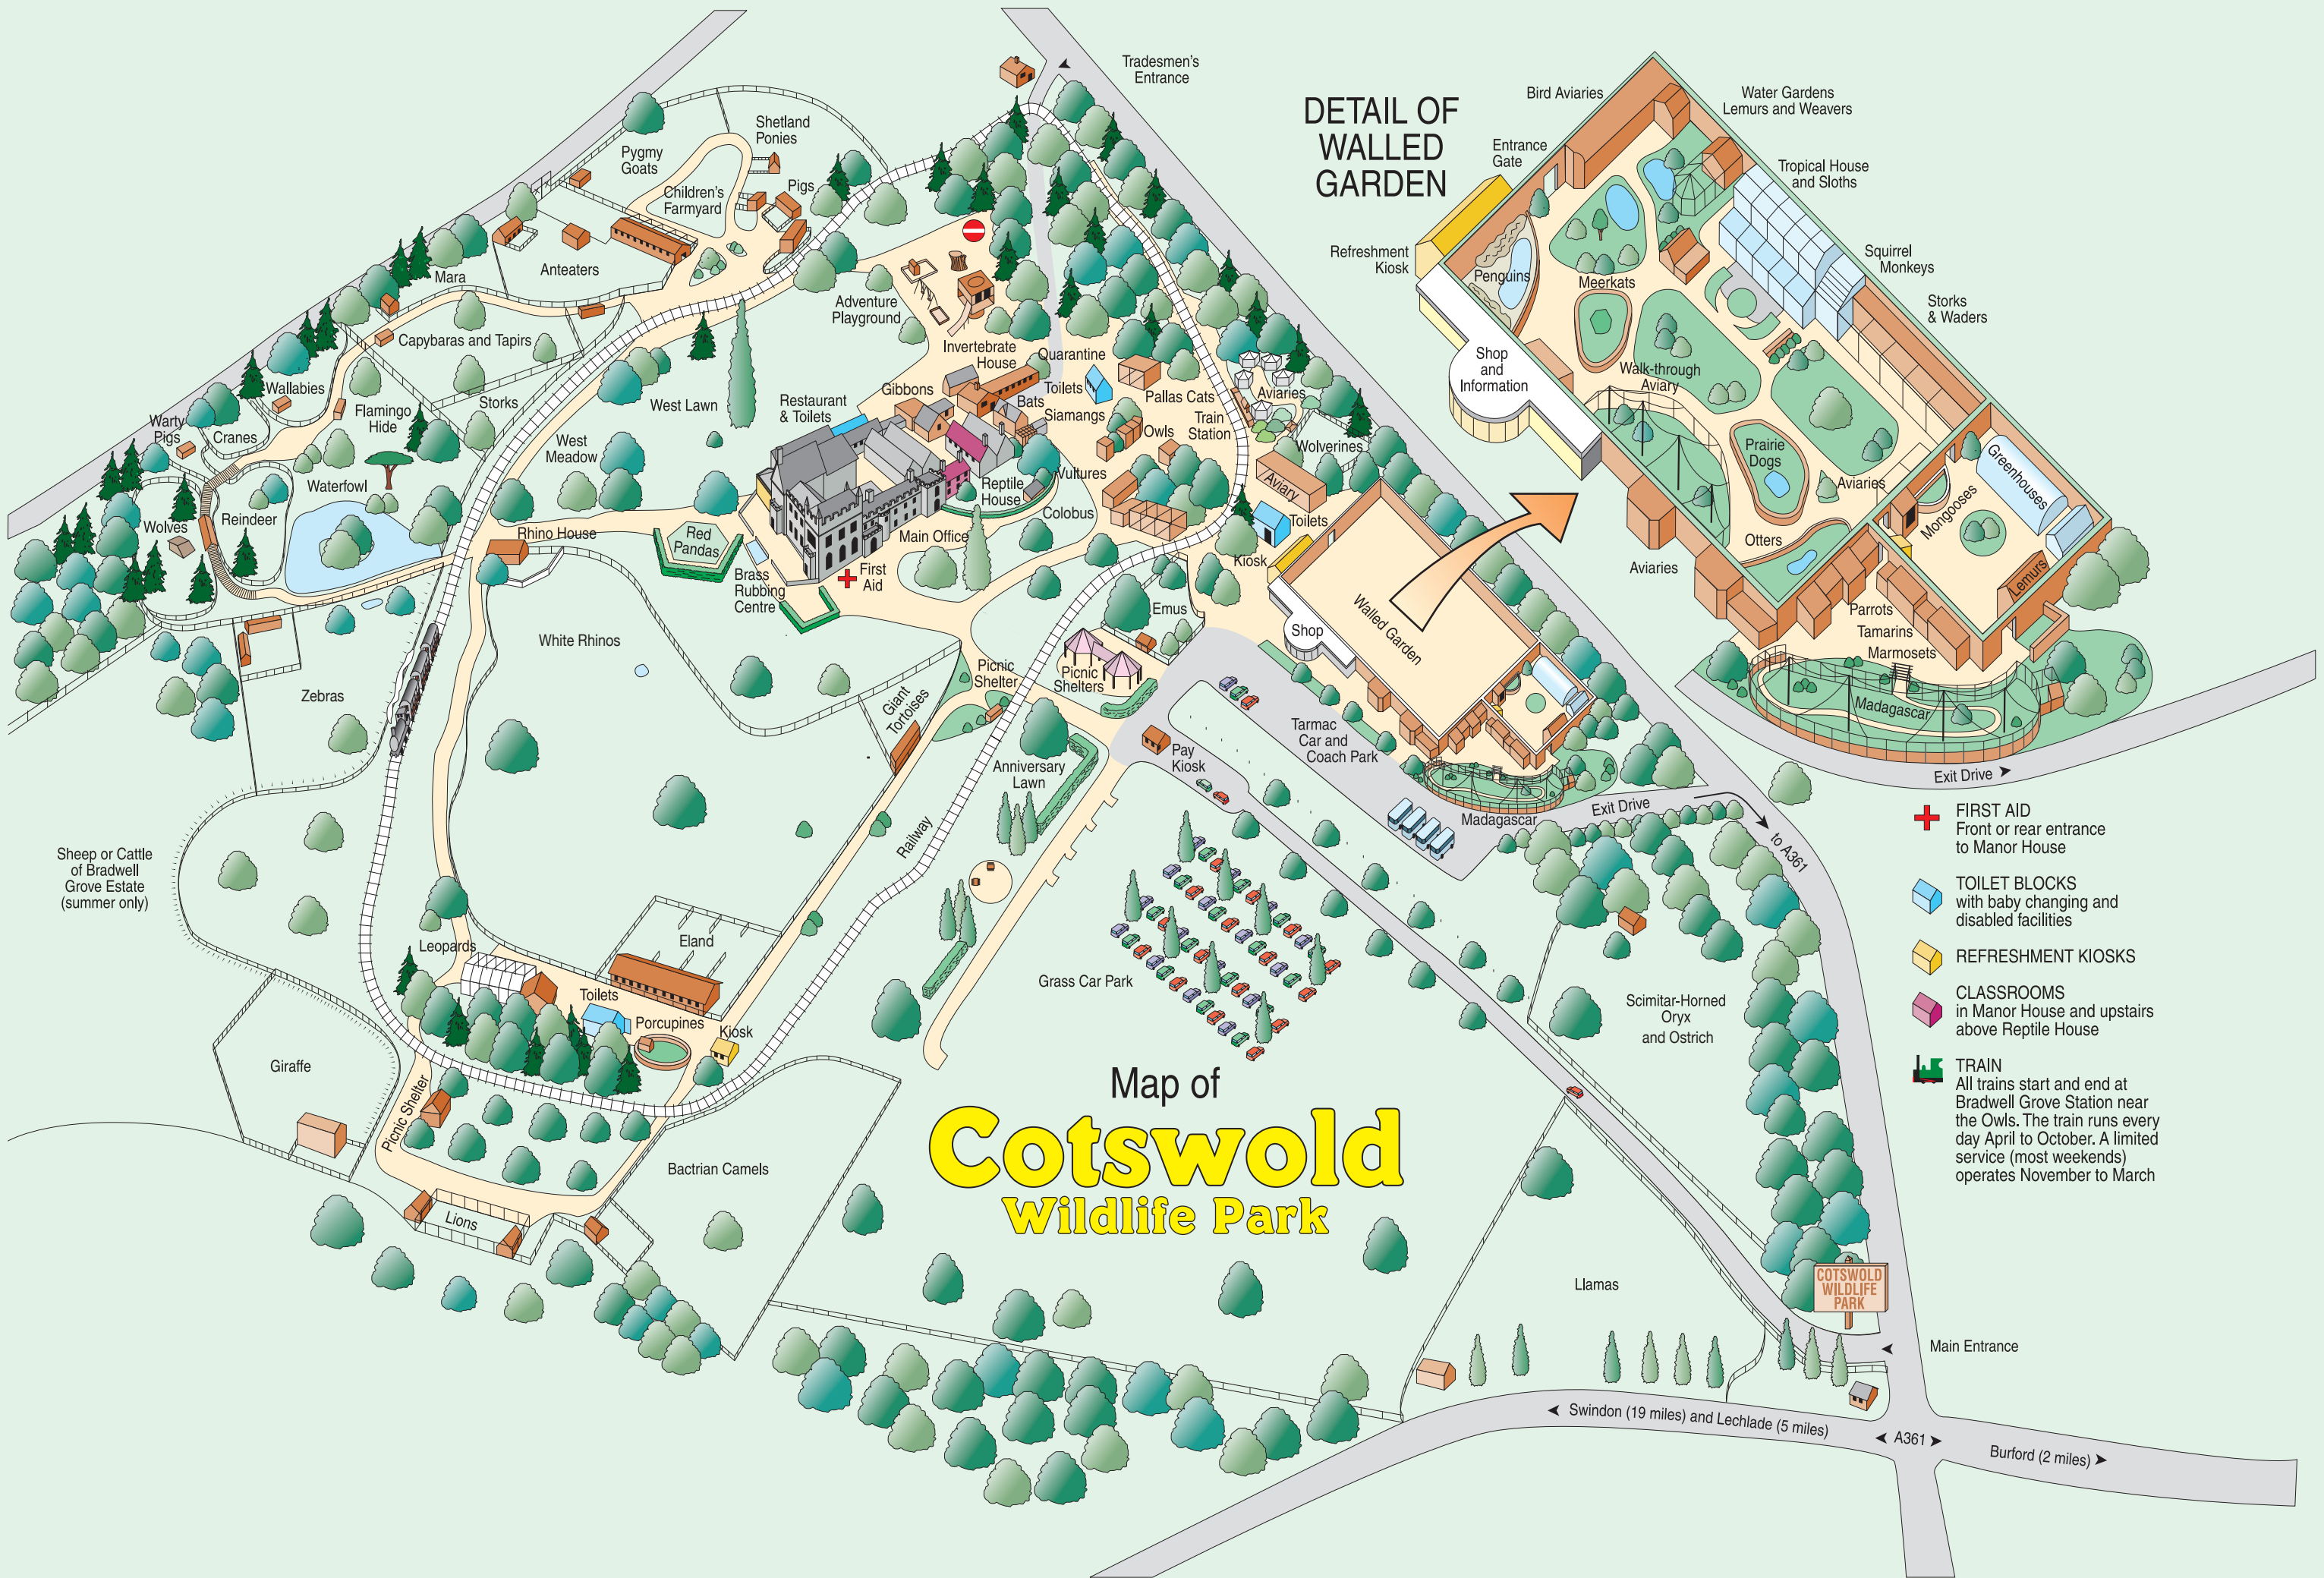 Tradesmen's
Entrance
DETAIL OF
WALLED
GARDEN
Bird Aviaries
Water Gardens
Lemurs and Weavers
Entrance
Gate
Tropical House
and Sloths
Refreshment
Kiosk
Penguins
Meerkats
Squirrel
Monkeys
Storks
& Waders
Shop
and
Information
Walk-through
Aviary
Prairie
Dogs
Aviaries
Greenhouses
Mongooses
Otters
Lemurs
Aviaries
Parrots
Tamarins
Marmosets
Madagascar
Exit Drive
Shetland
Ponies
Pygmy
Goats
Children's
Farmyard
Pigs
Anteaters
Mara
Capybaras and Tapirs
Adventure
Playground
Wallabies
Flamingo
Hide
Storks
West Lawn
Warty
Pigs
Cranes
Invertebrate
House
Quarantine
Gibbons
Toilets
Bats
Siamangs
Pallas Cats
Aviaries
Restaurant
& Toilets
Train
Station
Owls
Wolverines
West
Meadow
Waterfowl
Vultures
Reptile
House
Aviary
Colobus
Toilets
Wolves
Reindeer
Rhino House
Red
Pandas
Main Office
Kiosk
First
Aid
Brass
Rubbing
Centre
Emus
Walled Garden
Shop
White Rhinos
Picnic
Shelter
Picnic
Shelters
Zebras
Giant
Tortoises
Tarmac
Car and
Coach Park
Pay
Kiosk
Anniversary
Lawn
Madagascar
Exit Drive
to A361
Railway
Sheep or Cattle
of Bradwell
Grove Estate
(summer only)
Leopards
Eland
Toilets
Porcupines
Kiosk
Grass Car Park
Scimitar-Horned
Oryx
and Ostrich
Giraffe
Picnic Shelter
Bactrian Camels
Lions
Map of
Cotswold
Wildlife Park
Llamas
COTSWOLD
WILDLIFE
PARK
Main Entrance
Swindon (19 miles) and Lechlade (5 miles)
A361
Burford (2 miles)
FIRST AID
Front or rear entrance
to Manor House
TOILET BLOCKS
with baby changing and
disabled facilities
REFRESHMENT KIOSKS
CLASSROOMS
in Manor House and upstairs
above Reptile House
TRAIN
All trains start and end at
Bradwell Grove Station near
the Owls. The train runs every
day April to October. A limited
service (most weekends)
operates November to March